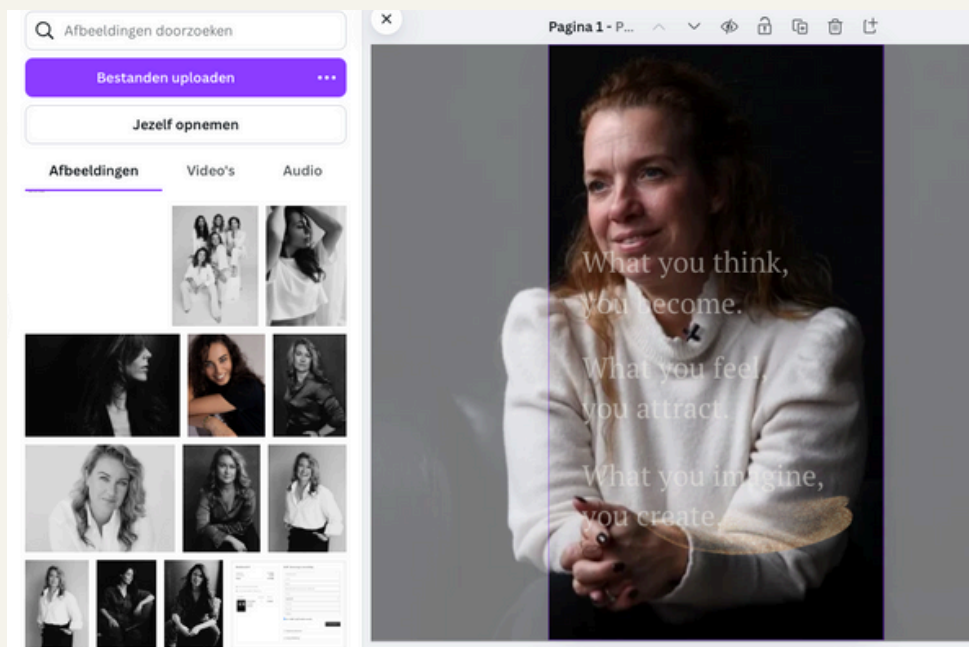 Afbeeldingen doorzoeken
Bestanden uploaden
Jezelf opnemen
Afbeeldingen Video's Audio
Pagina 1 - P...
What you think,
you become.
What you feel,
you attract.
What you imagine,
you create.